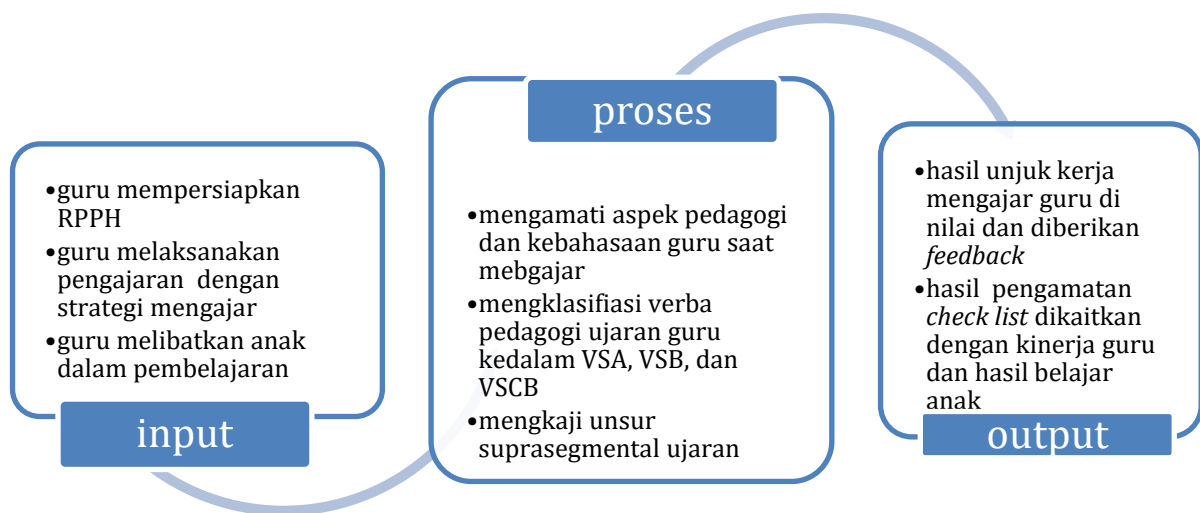 •guru mempersiapkan
RPPH
•guru melaksanakan
pengajaran dengan
strategi mengajar
•guru melibatkan anak
dalam pembelajaran
input
proses
•mengamati aspek pedagogi
dan kebahasaan guru saat
mebgajar
•mengklasifiasi verba
pedagogi ujaran guru
kedalam VSA, VSB, dan
VSCB
•mengkaji unsur
suprasegmental ujaran
•hasil unjuk kerja
mengajar guru di
nilai dan diberikan
feedback
•hasil pengamatan
check list dikaitkan
dengan kinerja guru
dan hasil belajar
anak
output